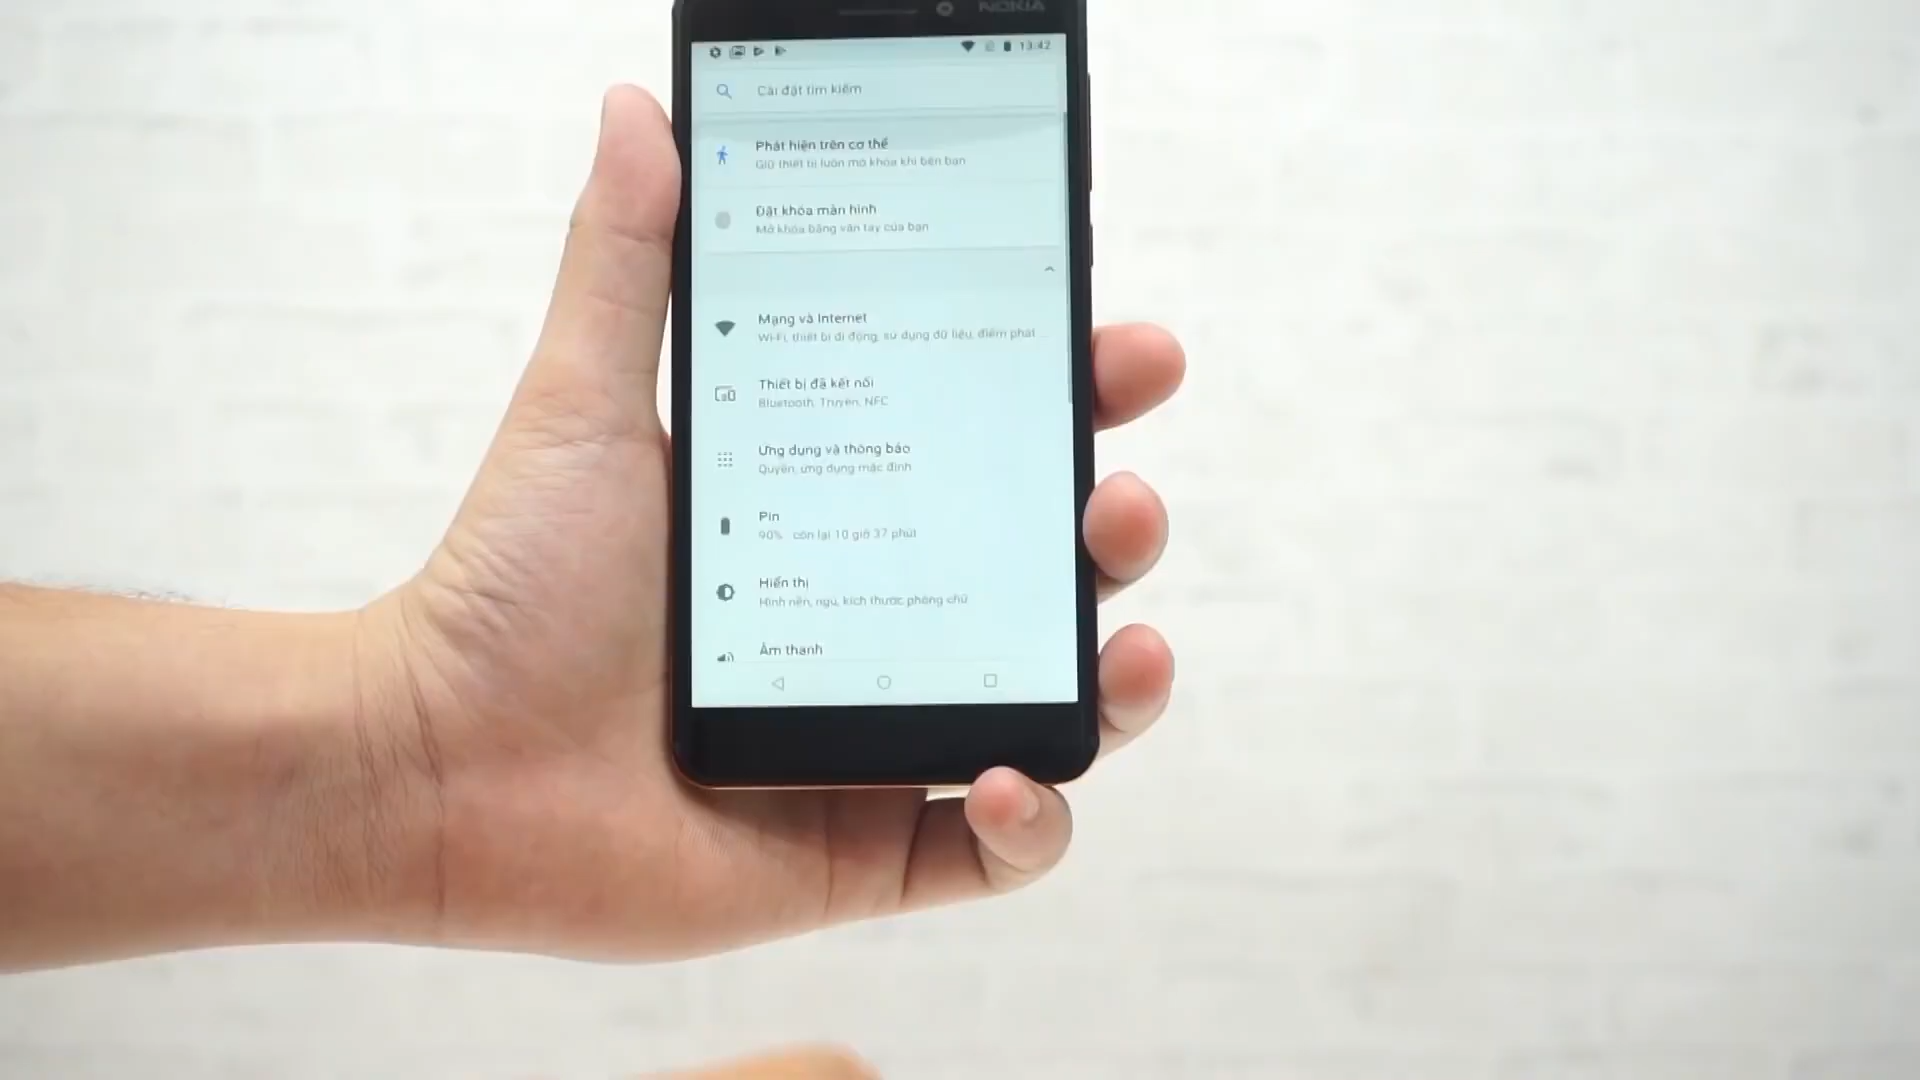 NOKIA
13:42
Cài đặt tìm kiếm
Phát hiện trên cơ thể
Giữ thiết bị luôn mở khóa khi bên bạn
Đặt khóa màn hình
Mở khóa bằng vân tay của bạn
Mạng và Internet
Wi-Fi, thiết bị di động, sử dụng dữ liệu, điểm phát ...
Thiết bị đã kết nối
Bluetooth, Truyền, NFC
Ứng dụng và thông báo
Quyền, ứng dụng mặc định
Pin
90% - còn lại 10 giờ 37 phút
Hiển thị
Hình nền, ngủ, kích thước phông chữ
Âm thanh